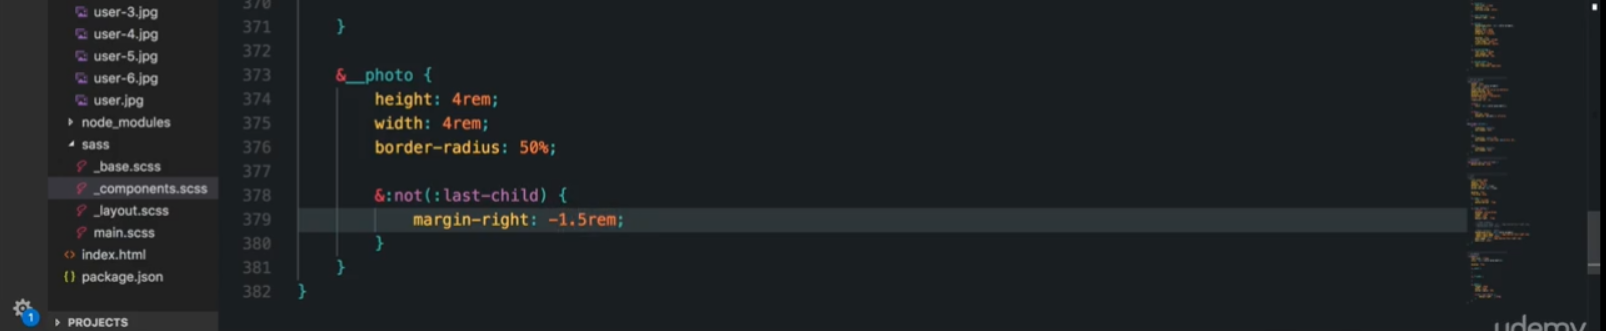 user-3.jpg
user-4.jpg
user-5.jpg
user-6.jpg
user.jpg
node_modules
sass
_base.scss
_components.scss
_layout.scss
main.scss
index.html
package.json
PROJECTS
1
370
371 }
372
373 &__photo {
374 height: 4rem;
375 width: 4rem;
376 border-radius: 50%;
377
378 &:not(:last-child) {
379 margin-right: -1.5rem;
380 }
381 }
382 }
udemy